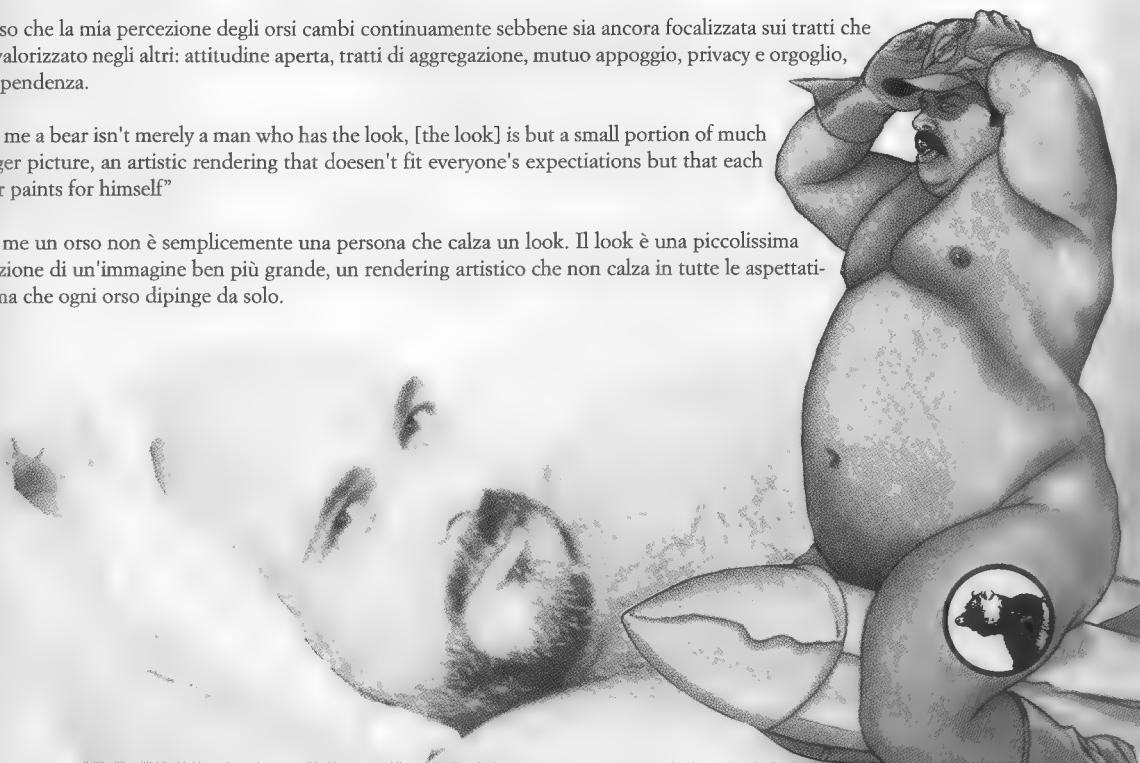 so che la mia percezione degli orsi cambi continuamente sebbene sia ancora focalizzata sui tratti che
valorizzato negli altri: attitudine aperta, tratti di aggregazione, mutuo appoggio, privacy e orgoglio,
pendenza.
me a bear isn't merely a man who has the look, [the look] is but a small portion of much
ger picture, an artistic rendering that doesen't fit everyone's expectiations but that each
r paints for himself”
me un orso non è semplicemente una persona che calza un look. Il look è una piccolissima
zione di un'immagine ben più grande, un rendering artistico che non calza in tutte le aspettati-
ma che ogni orso dipinge da solo.